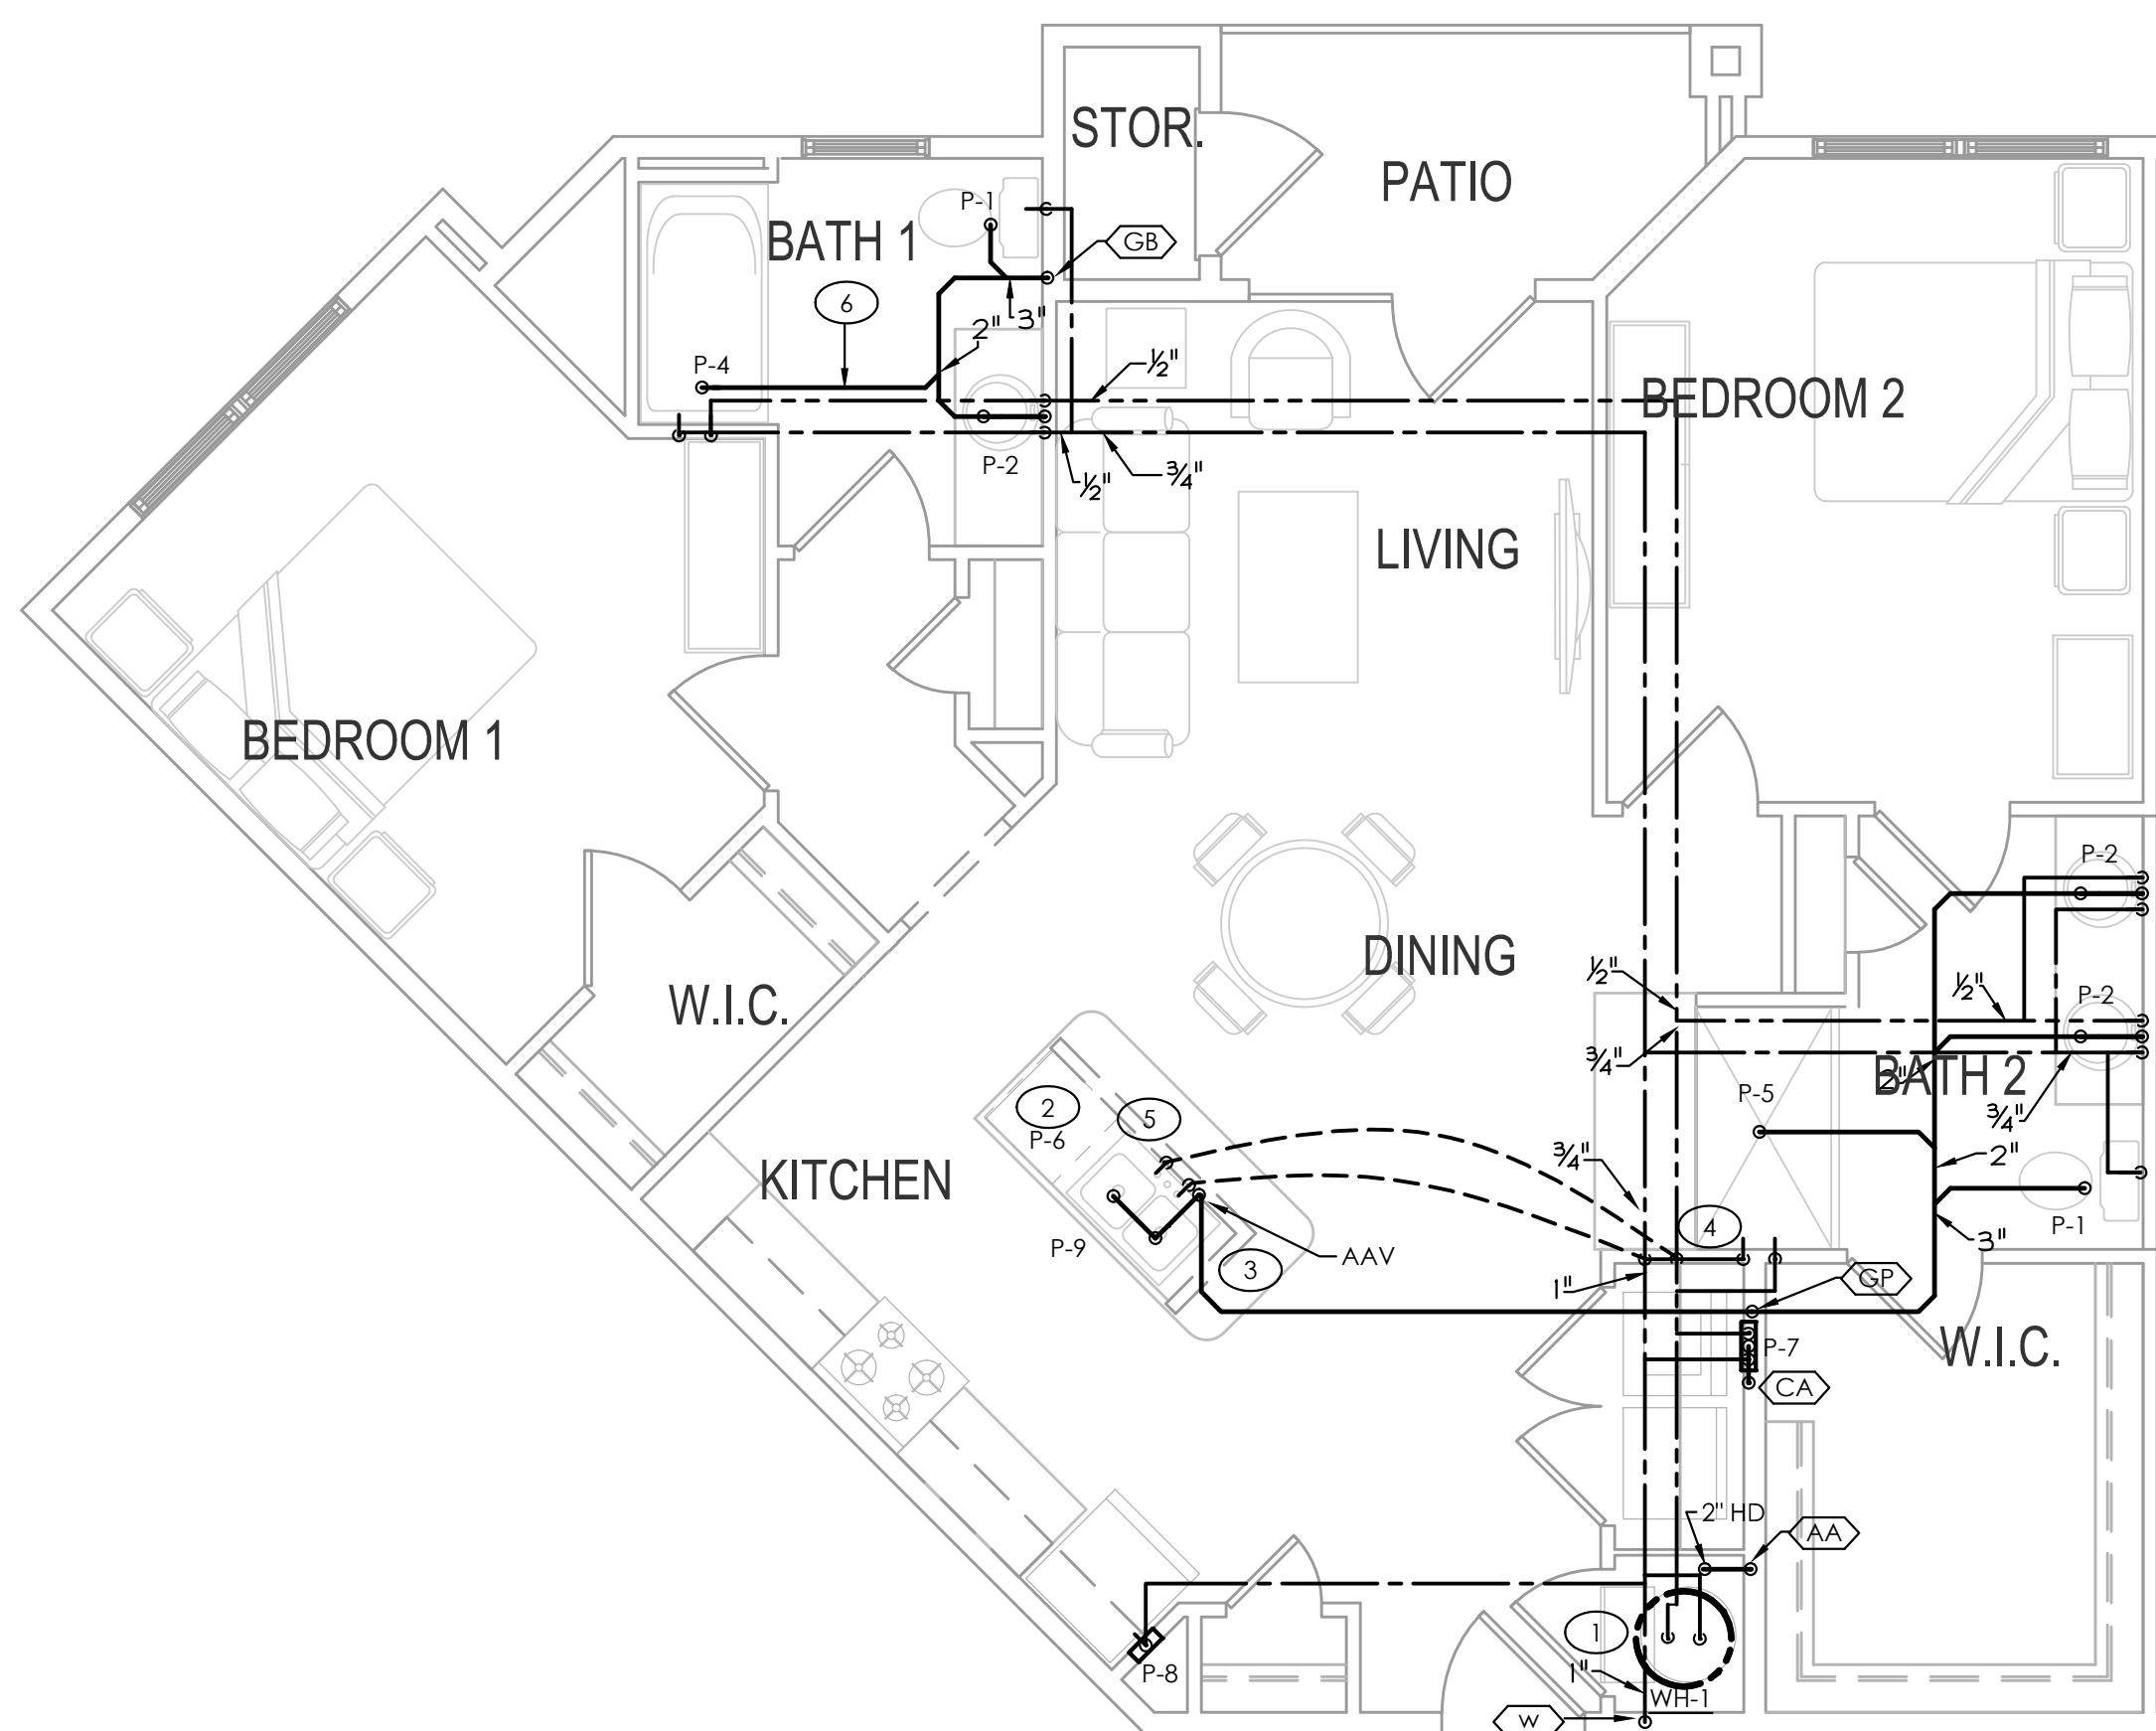 STOR.
PATIO
P-1
BATH 1
GB
6
2"
3"
P-4
1/2"
BEDROOM 2
P-2
1/2"
3/4"
LIVING
BEDROOM 1
P-2
DINING
1/2"
1/2"
P-2
W.I.C.
3/4"
BATH 2
2"
P-5
3/4"
2
5
P-6
3/4"
2"
KITCHEN
4
P-1
P-9
AAV
3"
3
1"
GP
P-7
W.I.C.
CA
2" HD
AA
1
P-8
1"
WH-1
W